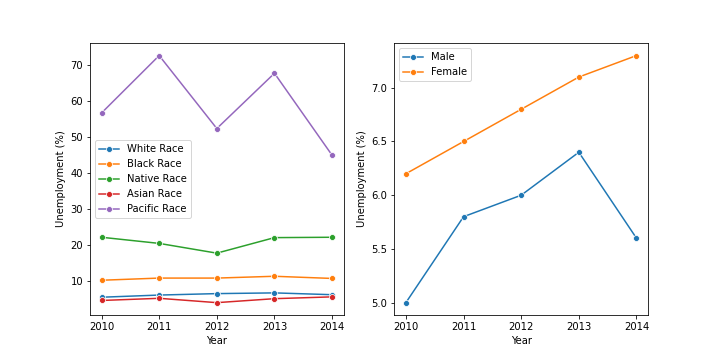 70
60
50
40
30
20
10
Unemployment (%)
White Race
Black Race
Native Race
Asian Race
Pacific Race
2010 2011 2012 2013 2014
Year
7.0
6.5
6.0
5.5
5.0
Unemployment (%)
Male
Female
2010 2011 2012 2013 2014
Year